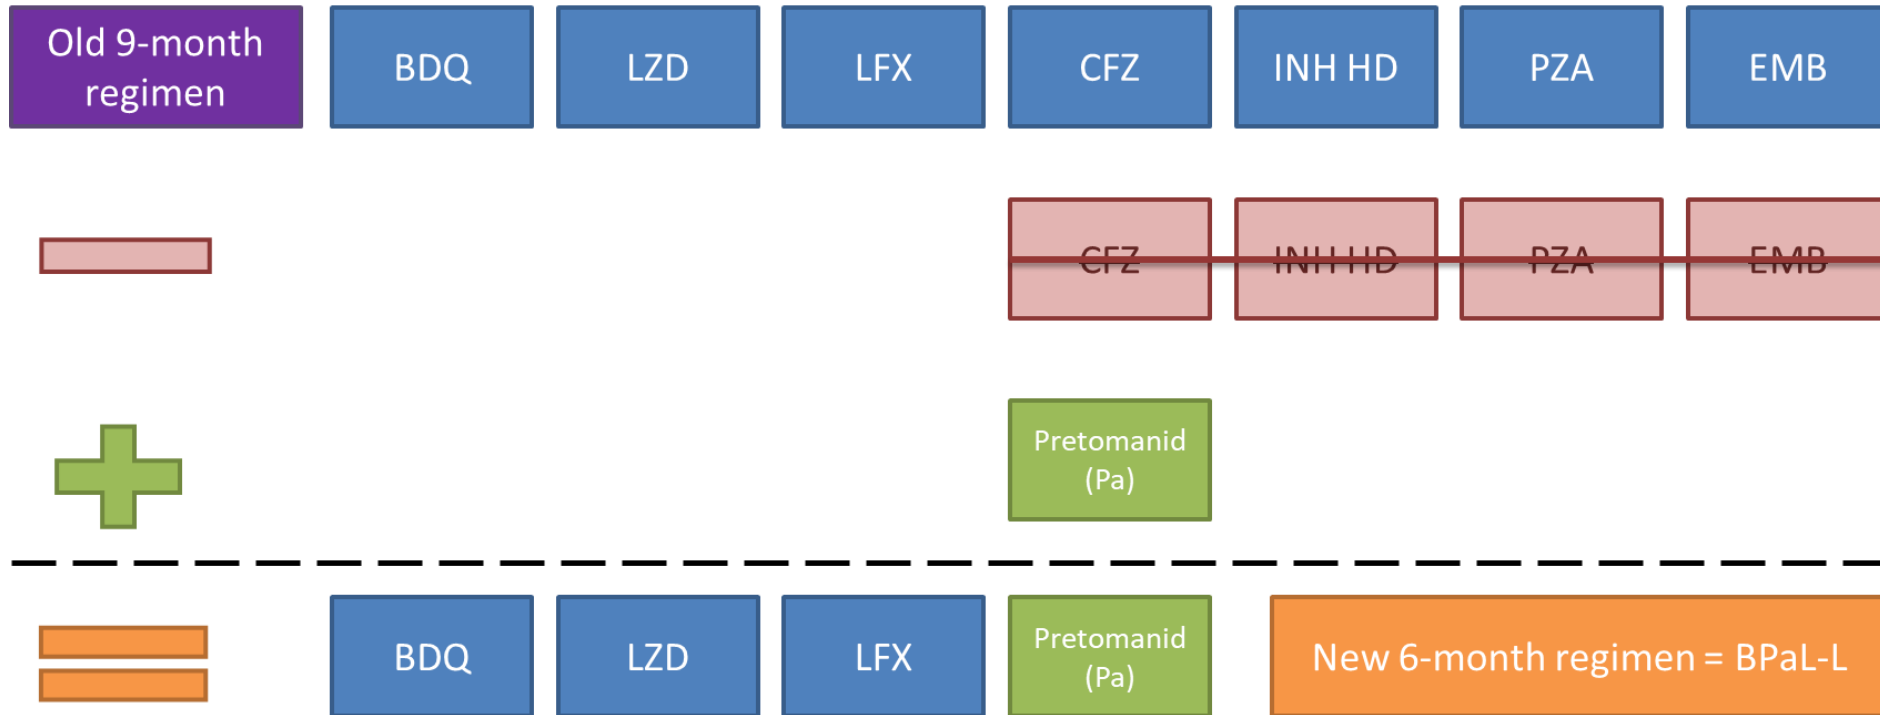 Old 9-month
regimen
BDQ
LZD
LFX
CFZ
INH HD
PZA
EMB
CFZ
INH HD
PZA
EMB
Pretomanid
(Pa)
BDQ
LZD
LFX
Pretomanid
(Pa)
New 6-month regimen = BPaL-L